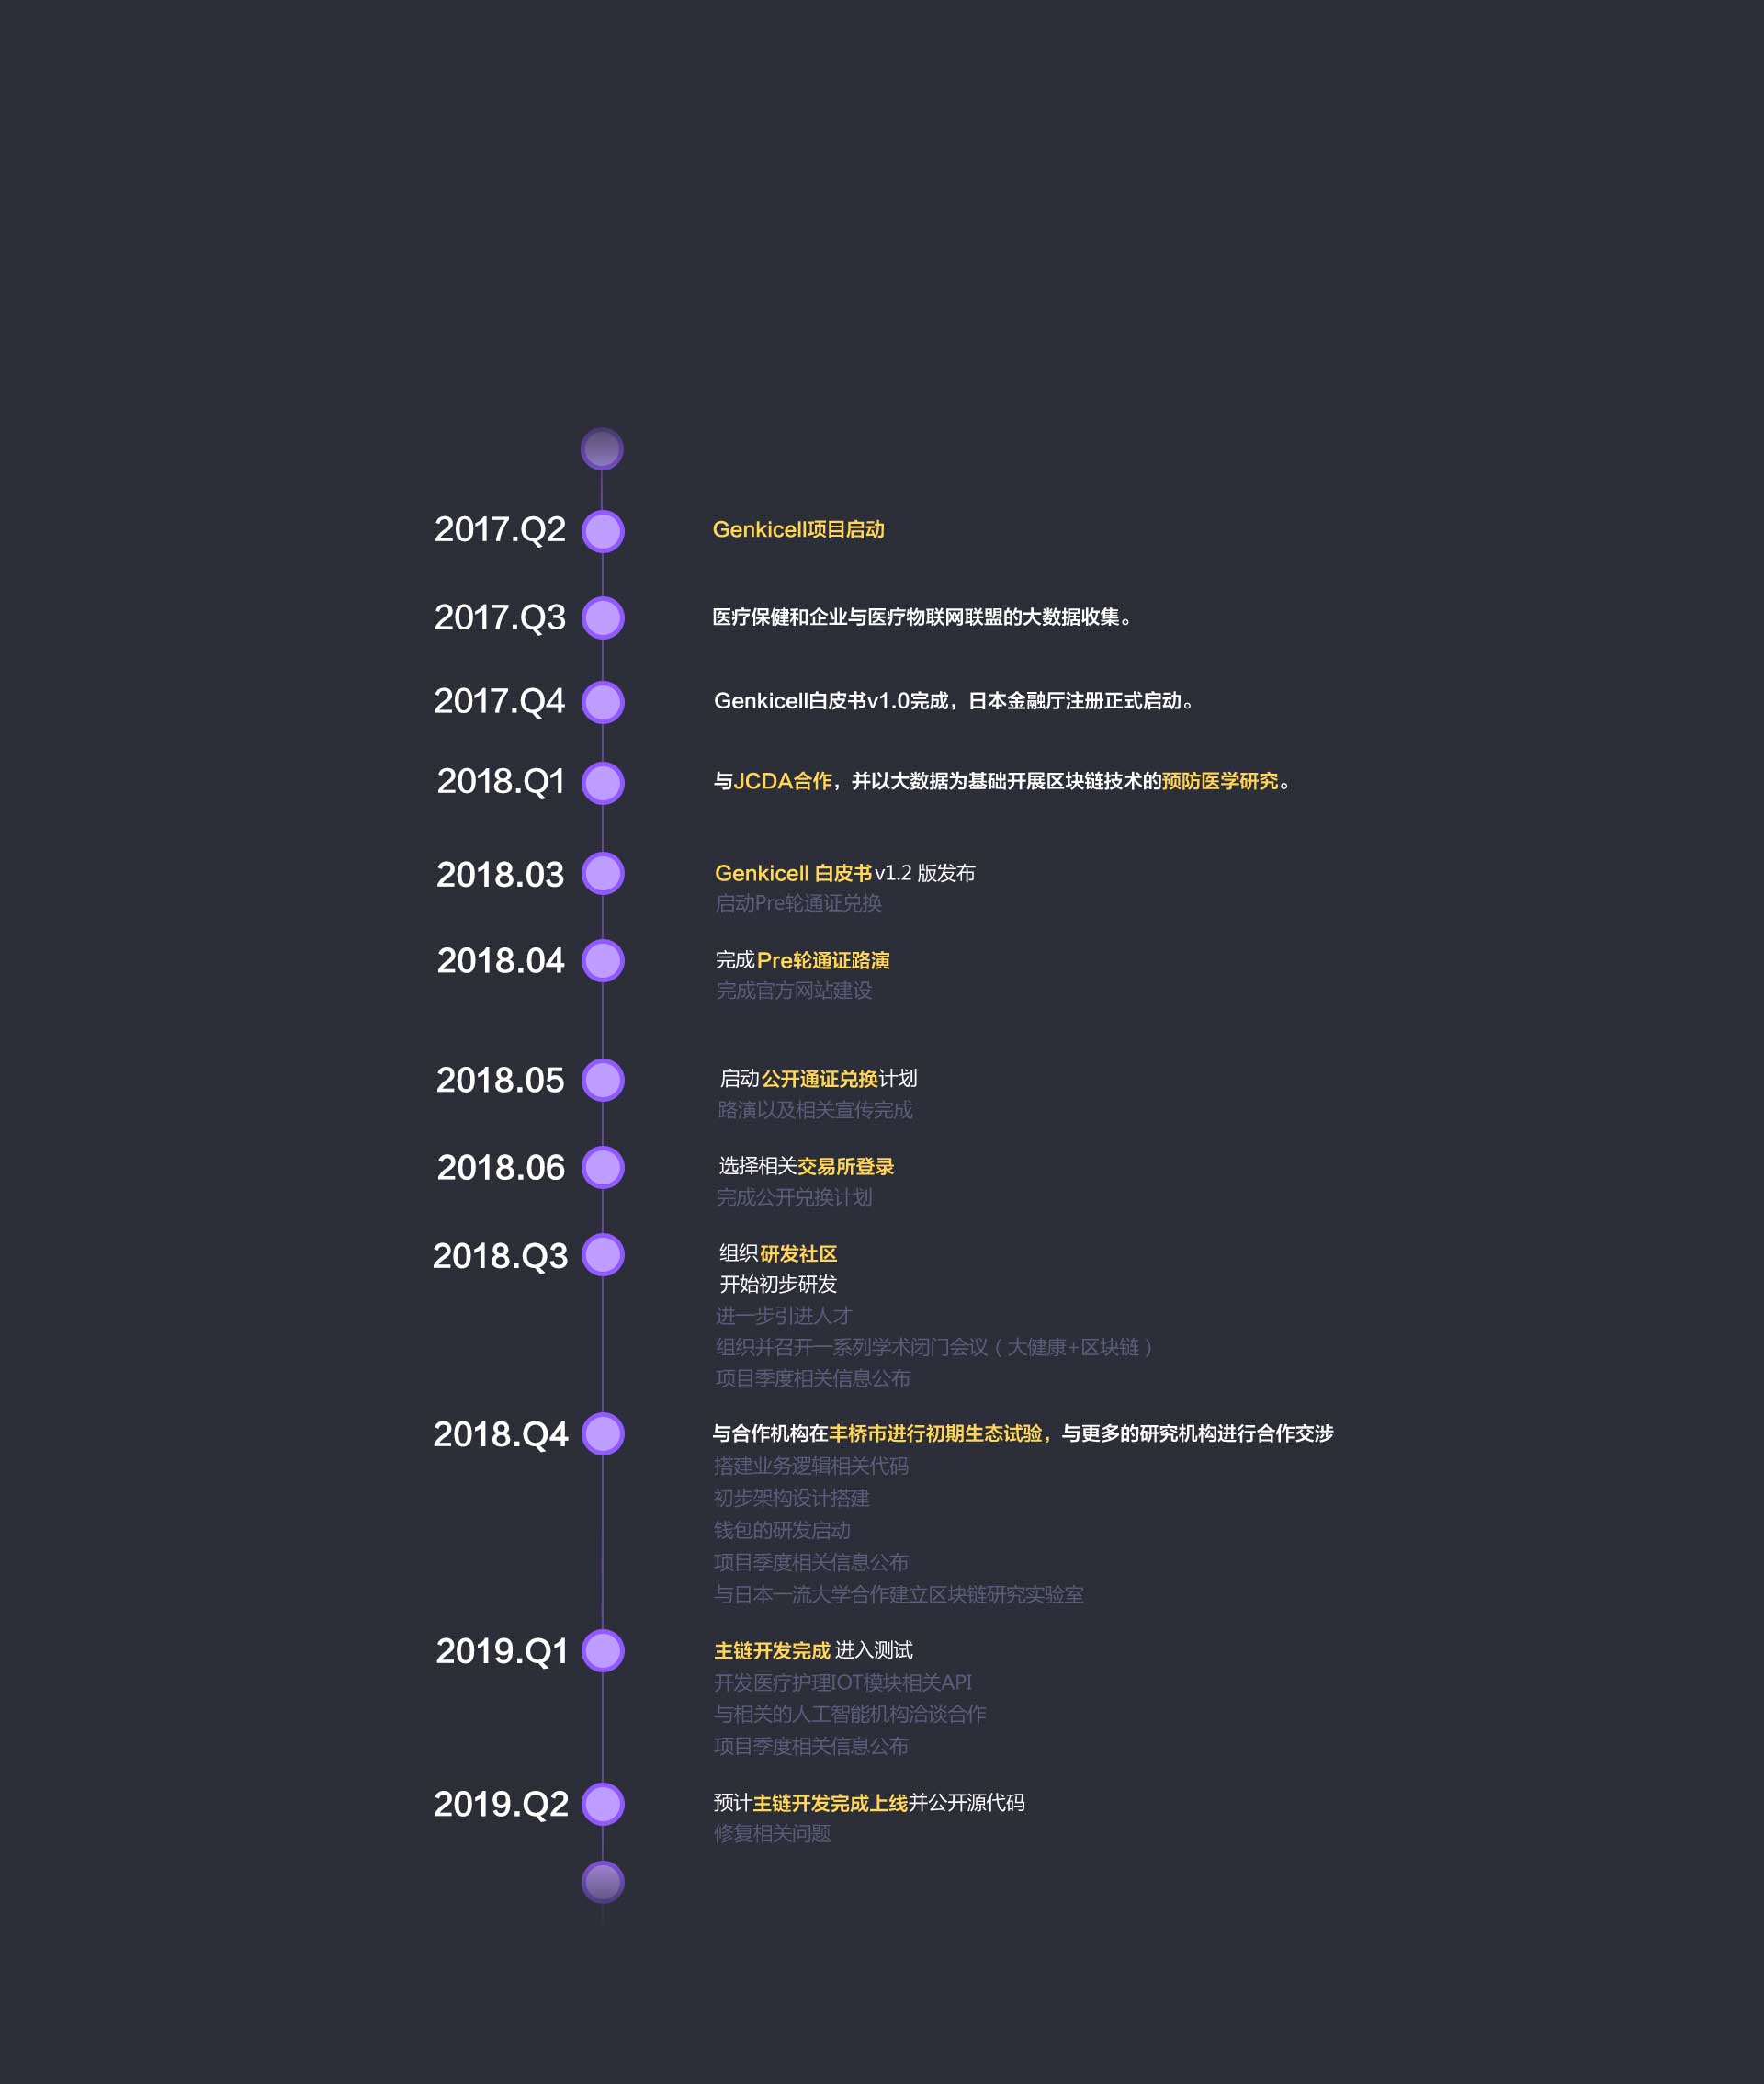 2017.Q2 Genkicell项目启动
2017.Q3 医疗保健和企业与医疗物联网联盟的大数据收集。
2017.Q4 Genkicell白皮书v1.0完成，日本金融厅注册正式启动。
2018.Q1 与JCDA合作，并以大数据为基础开展区块链技术的预防医学研究。
2018.03 Genkicell 白皮书v1.2 版发布
启动Pre轮通证兑换
2018.04 完成Pre轮通证路演
完成官方网站建设
2018.05 启动公开通证兑换计划
路演以及相关宣传完成
2018.06 选择相关交易所登录
完成公开兑换计划
2018.Q3 组织研发社区
开始初步研发
进一步引进人才
组织并召开一系列学术闭门会议（大健康+区块链）
项目季度相关信息公布
2018.Q4 与合作机构在丰桥市进行初期生态试验，与更多的研究机构进行合作交涉
搭建业务逻辑相关代码
初步架构设计搭建
钱包的研发启动
项目季度相关信息公布
与日本一流大学合作建立区块链研究实验室
2019.Q1 主链开发完成 进入测试
开发医疗护理IOT模块相关API
与相关的人工智能机构洽谈合作
项目季度相关信息公布
2019.Q2 预计主链开发完成上线并公开源代码
修复相关问题